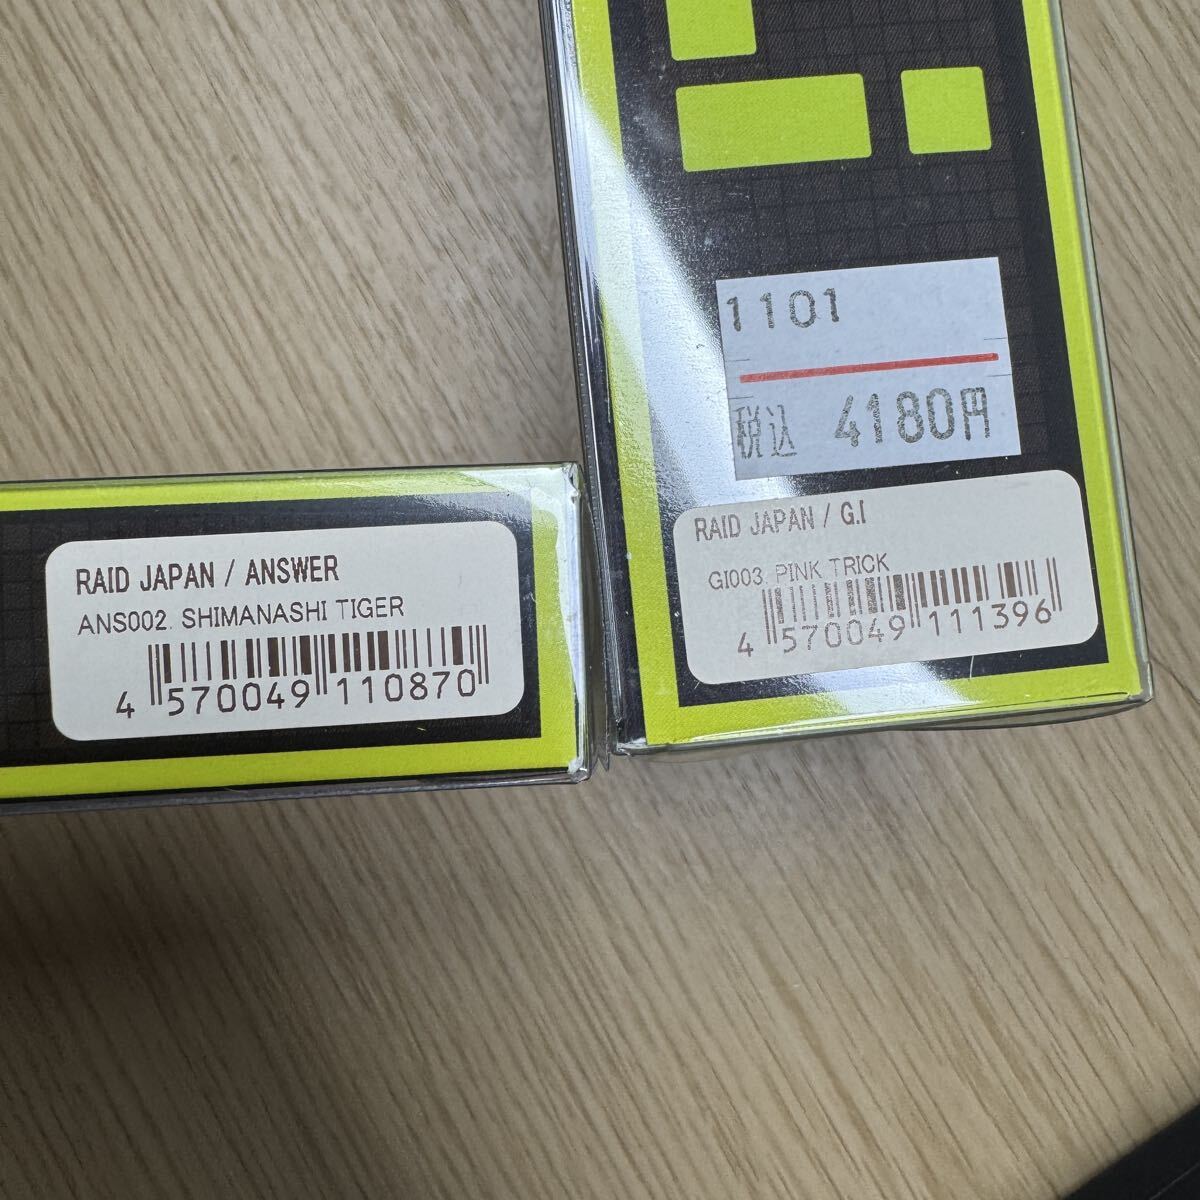 RAID JAPAN / ANSWER
ANS002. SHIMANASHI TIGER
4 570049 110870
1101
税込 4180円
RAID JAPAN / G.I
GI003. PINK TRICK
4 570049 111396